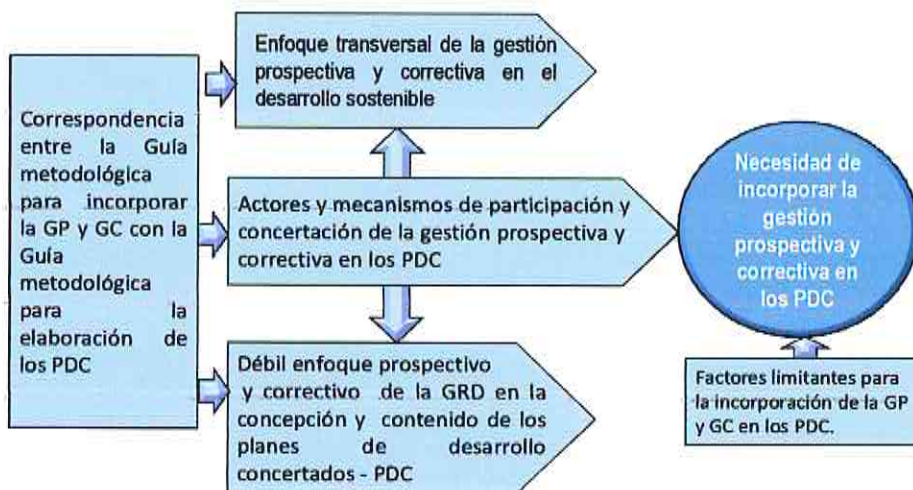 Correspondencia
entre la Guía
metodológica
para incorporar
la GP y GC con la
Guía
metodológica
para la
elaboración de
los PDC
Enfoque transversal de la gestión
prospectiva y correctiva en el
desarrollo sostenible
Actores y mecanismos de participación y
concertación de la gestión prospectiva y
correctiva en los PDC
Débil enfoque prospectivo
y correctivo de la GRD en la
concepción y contenido de los
planes de desarrollo
concertados - PDC
Necesidad de
incorporar la
gestión
prospectiva y
correctiva en
los PDC
Factores limitantes para
la incorporación de la GP
y GC en los PDC.